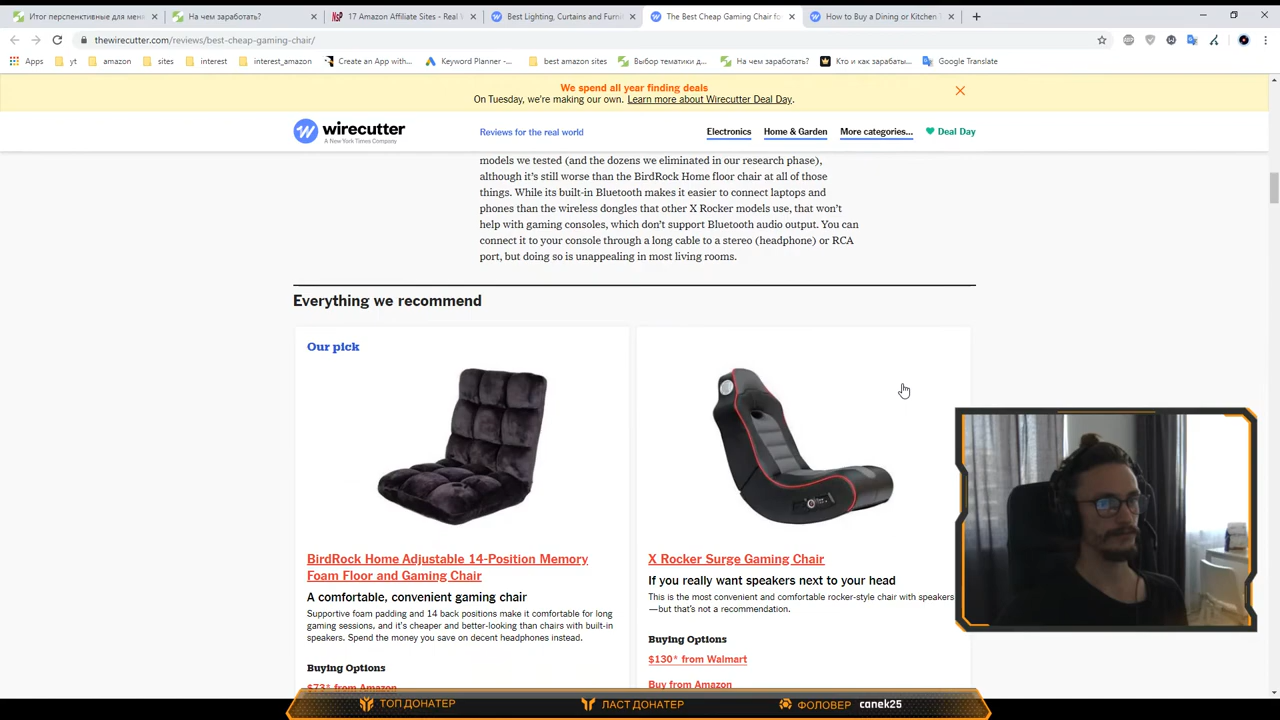 Итог персенктивные для мен
На чем заработать?
17 Amazon Affiliate Sites - Real W
Best Lighting, Curtains and Furni
The Best Cheap Gaming Chair fo
How to Buy a Dining or Kitchen
thewirecutter.com/reviews/best-cheap-gaming-chair/
Apps yt amazon sites interest interest_amazon Create an App with... Keyword Planner -... best amazon sites Выбор тематики д... На чем заработать? Кто и как зарабаты... Google Translate
We spend all year finding deals
On Tuesday, we're making our own. Learn more about Wirecutter Deal Day.
wirecutter
A New York Times Company
Reviews for the real world
Electronics Home & Garden More categories... Deal Day
models we tested (and the dozens we eliminated in our research phase),
although it's still worse than the BirdRock Home floor chair at all of those
things. While its built-in Bluetooth makes it easier to connect laptops and
phones than the wireless dongles that other X Rocker models use, that won't
help with gaming consoles, which don't support Bluetooth audio output. You can
connect it to your console through a long cable to a stereo (headphone) or RCA
port, but doing so is unappealing in most living rooms.
Everything we recommend
Our pick
BirdRock Home Adjustable 14-Position Memory
Foam Floor and Gaming Chair
A comfortable, convenient gaming chair
Supportive foam padding and 14 back positions make it comfortable for long
gaming sessions, and it's cheaper and better-looking than chairs with built-in
speakers. Spend the money you save on decent headphones instead.
Buying Options
$73* from Amazon
X Rocker Surge Gaming Chair
If you really want speakers next to your head
This is the most convenient and comfortable rocker-style chair with speakers
—but that's not a recommendation.
Buying Options
$130* from Walmart
Buy from Amazon
ТОП ДОНАТЕР
ЛАСТ ДОНАТЕР
ФОЛОВЕР canek25